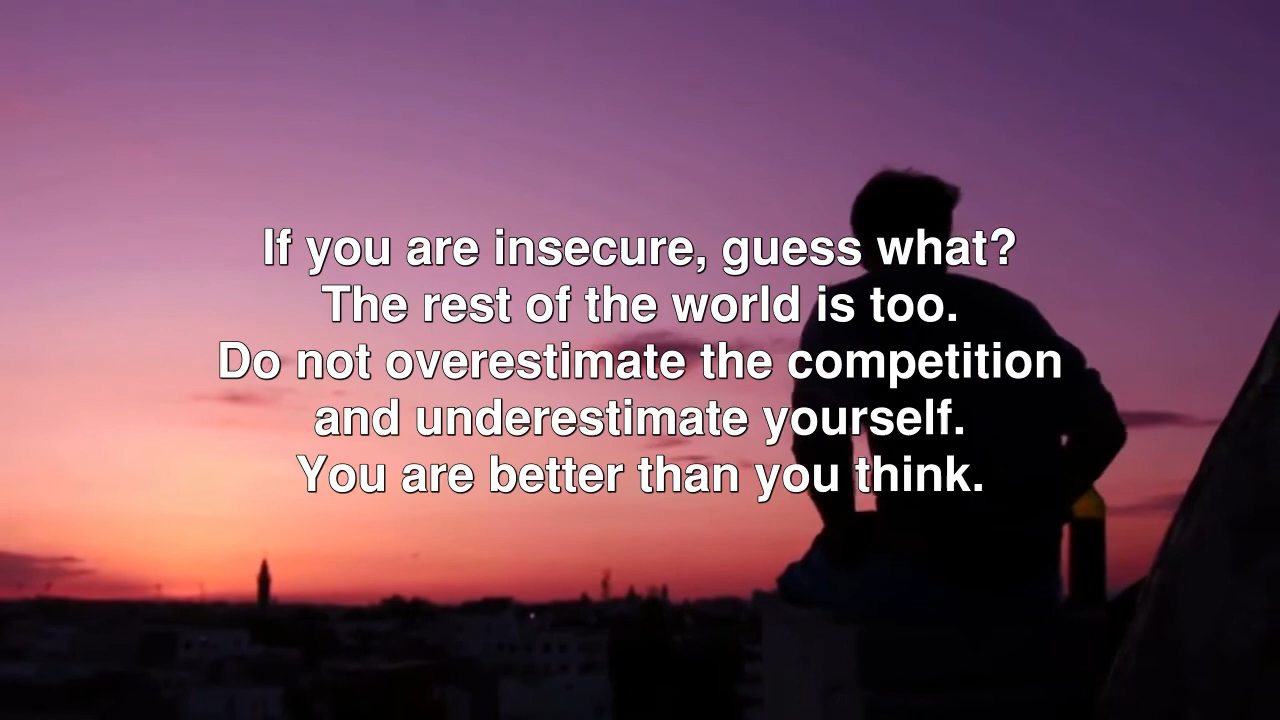 If you are insecure, guess what?
The rest of the world is too.
Do not overestimate the competition
and underestimate yourself.
You are better than you think.